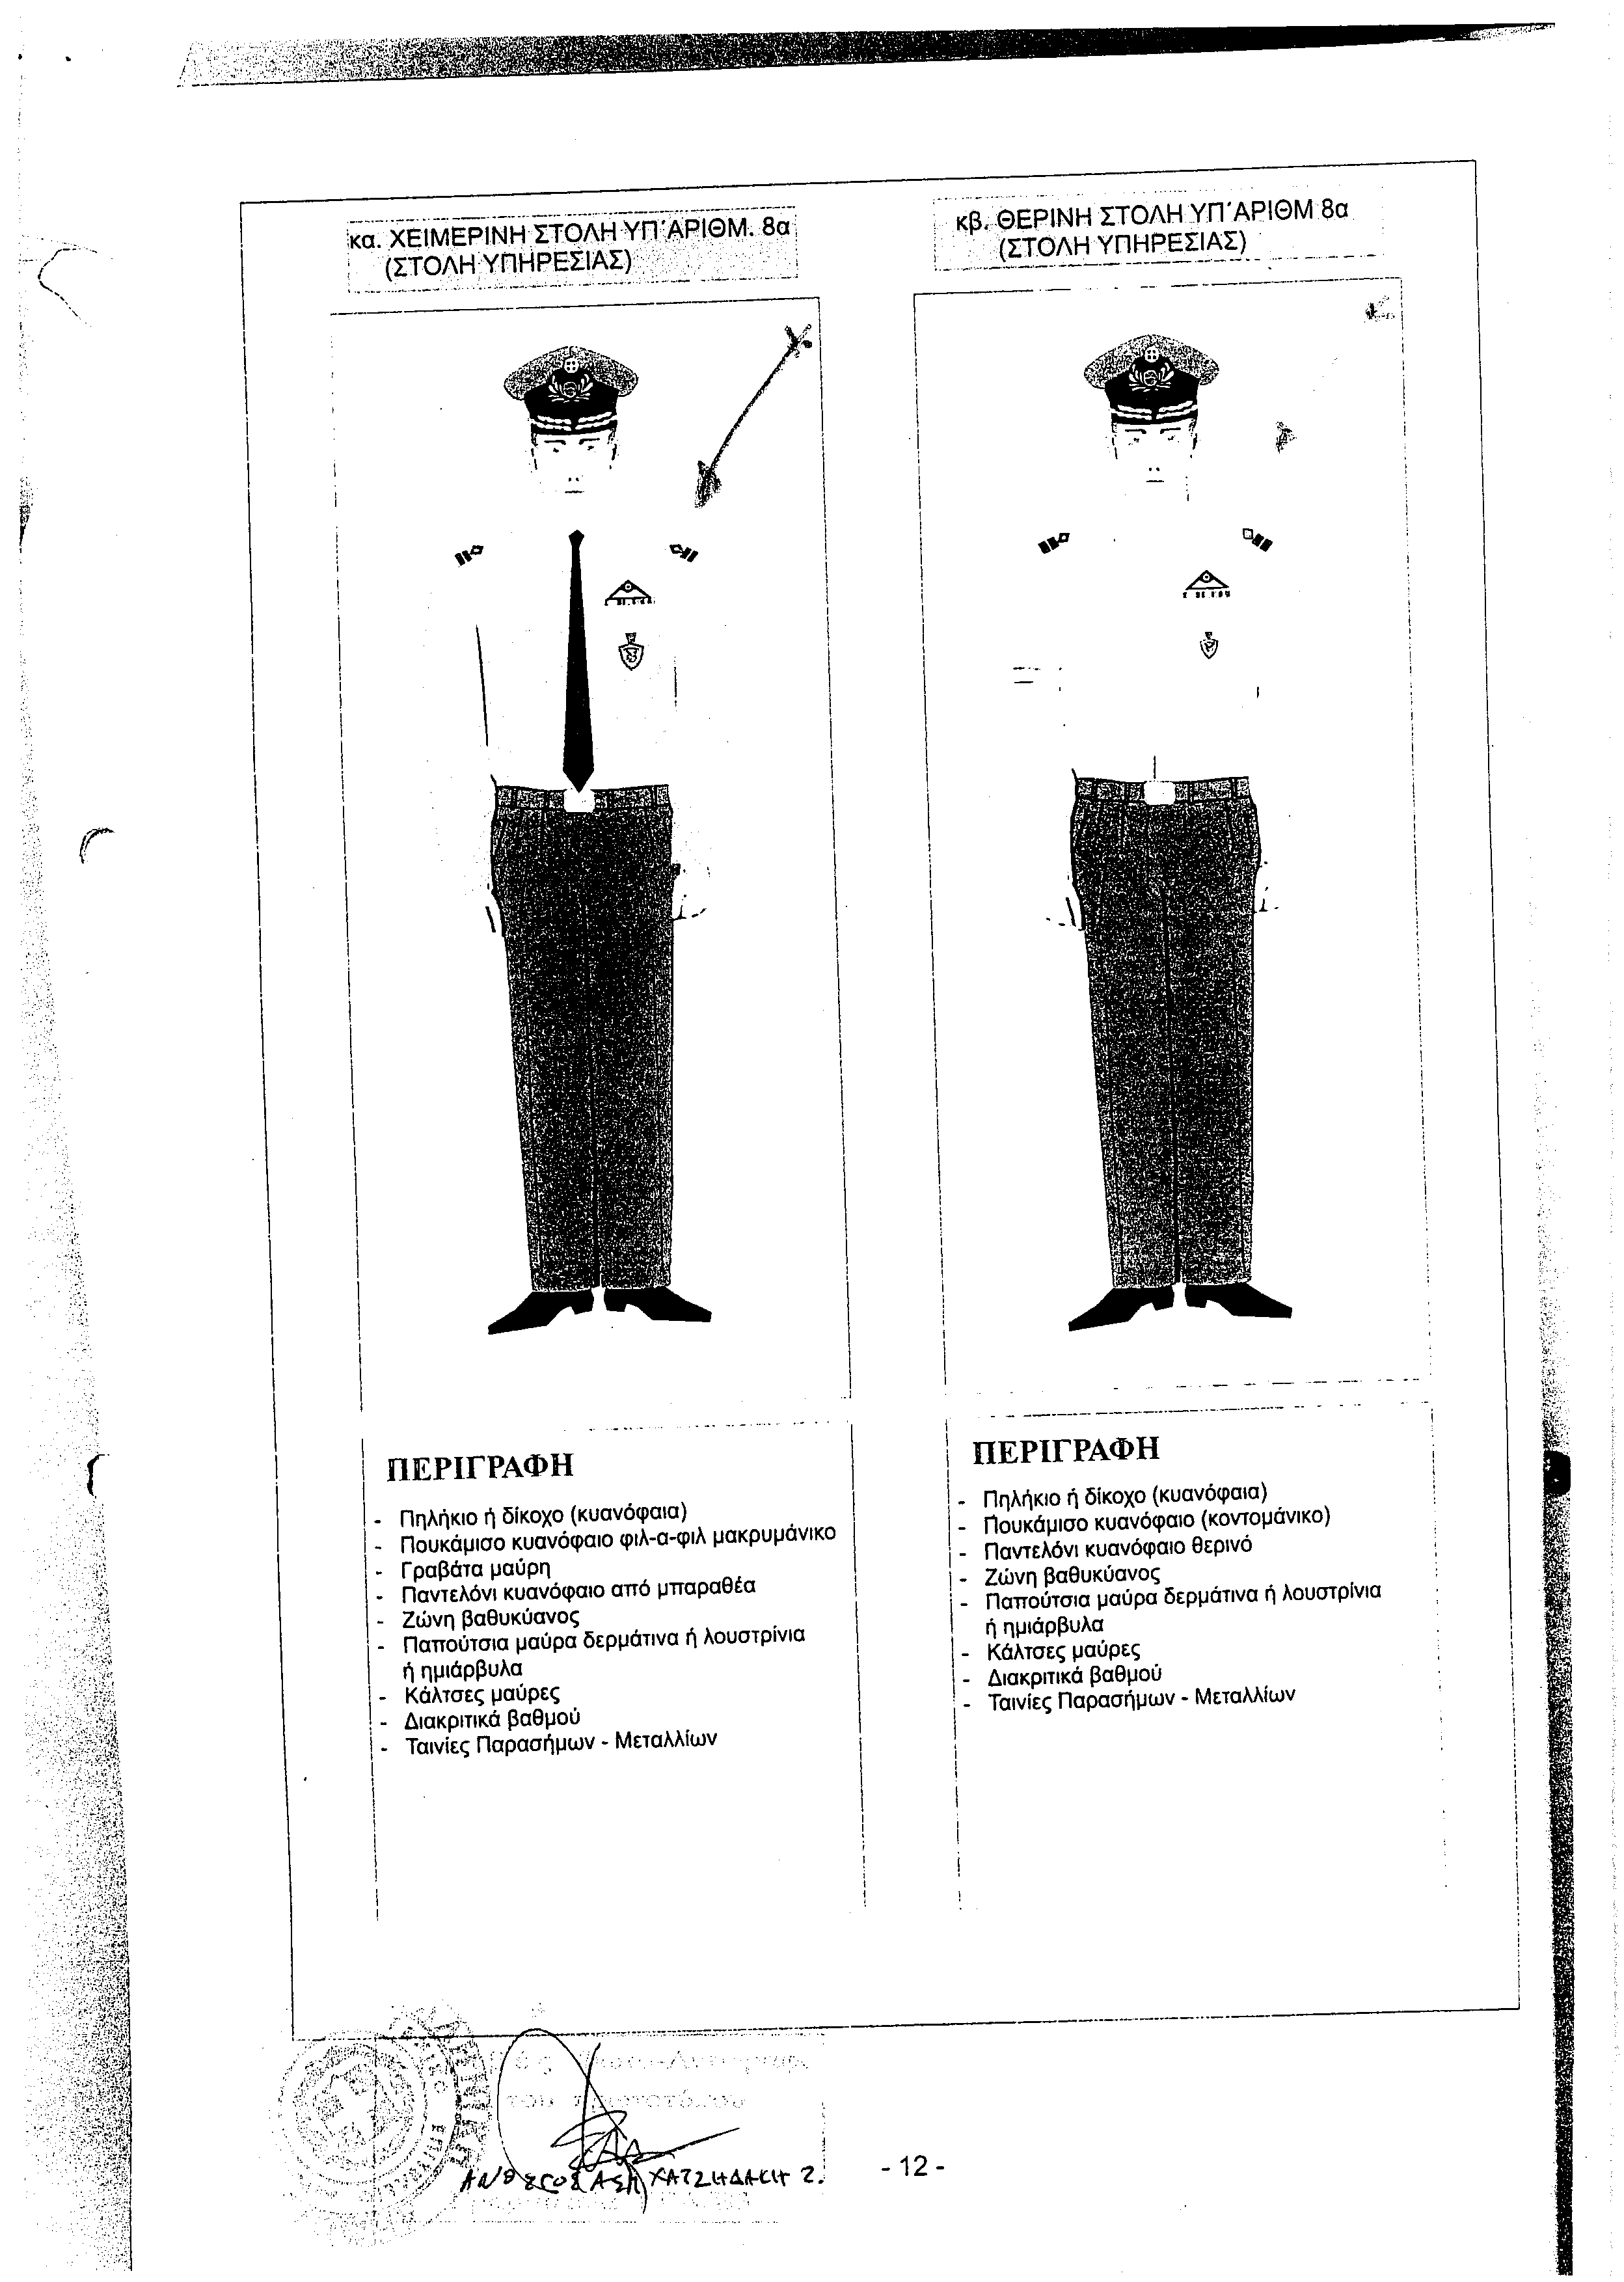 κα. ΧΕΙΜΕΡΙΝΗ ΣΤΟΛΗ ΥΠ΄ΑΡΙΘΜ. 8α
(ΣΤΟΛΗ ΥΠΗΡΕΣΙΑΣ)
κβ. ΘΕΡΙΝΗ ΣΤΟΛΗ ΥΠ΄ΑΡΙΘΜ 8α
(ΣΤΟΛΗ ΥΠΗΡΕΣΙΑΣ)
ΠΕΡΙΓΡΑΦΗ
- Πηλήκιο ή δίκοχο (κυανόφαια)
- Πουκάμισο κυανόφαιο φιλ-α-φιλ μακρυμάνικο
- Γραβάτα μαύρη
- Παντελόνι κυανόφαιο από μπαραθέα
- Ζώνη βαθυκύανος
- Παπούτσια μαύρα δερμάτινα ή λουστρίνια
ή ημιάρβυλα
- Κάλτσες μαύρες
- Διακριτικά βαθμού
- Ταινίες Παρασήμων - Μεταλλίων
ΠΕΡΙΓΡΑΦΗ
- Πηλήκιο ή δίκοχο (κυανόφαια)
- Πουκάμισο κυανόφαιο (κοντομάνικο)
- Παντελόνι κυανόφαιο θερινό
- Ζώνη βαθυκύανος
- Παπούτσια μαύρα δερμάτινα ή λουστρίνια
ή ημιάρβυλα
- Κάλτσες μαύρες
- Διακριτικά βαθμού
- Ταινίες Παρασήμων - Μεταλλίων
ΧΑΤΖΗΔΑΚΗ
- 12 -